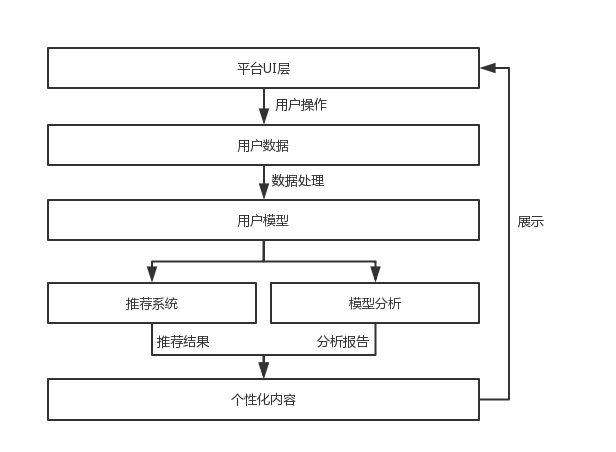 平台UI层
用户操作
用户数据
数据处理
用户模型
展示
推荐系统
模型分析
推荐结果
分析报告
个性化内容